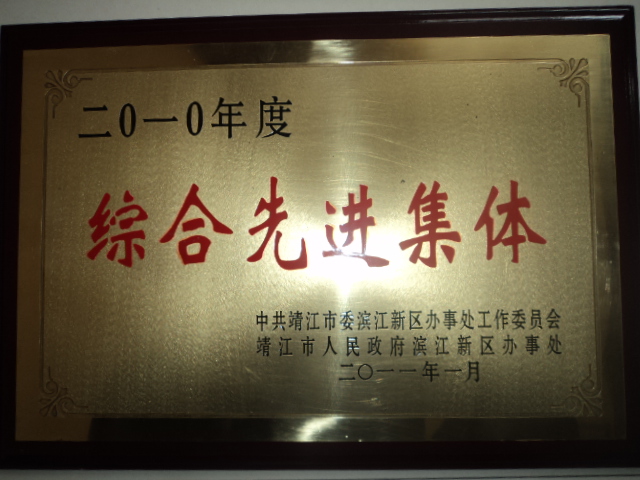 二0一0年度
综合先进集体
中共靖江市委滨江新区办事处工作委员会
靖江市人民政府滨江新区办事处
二〇一一年一月